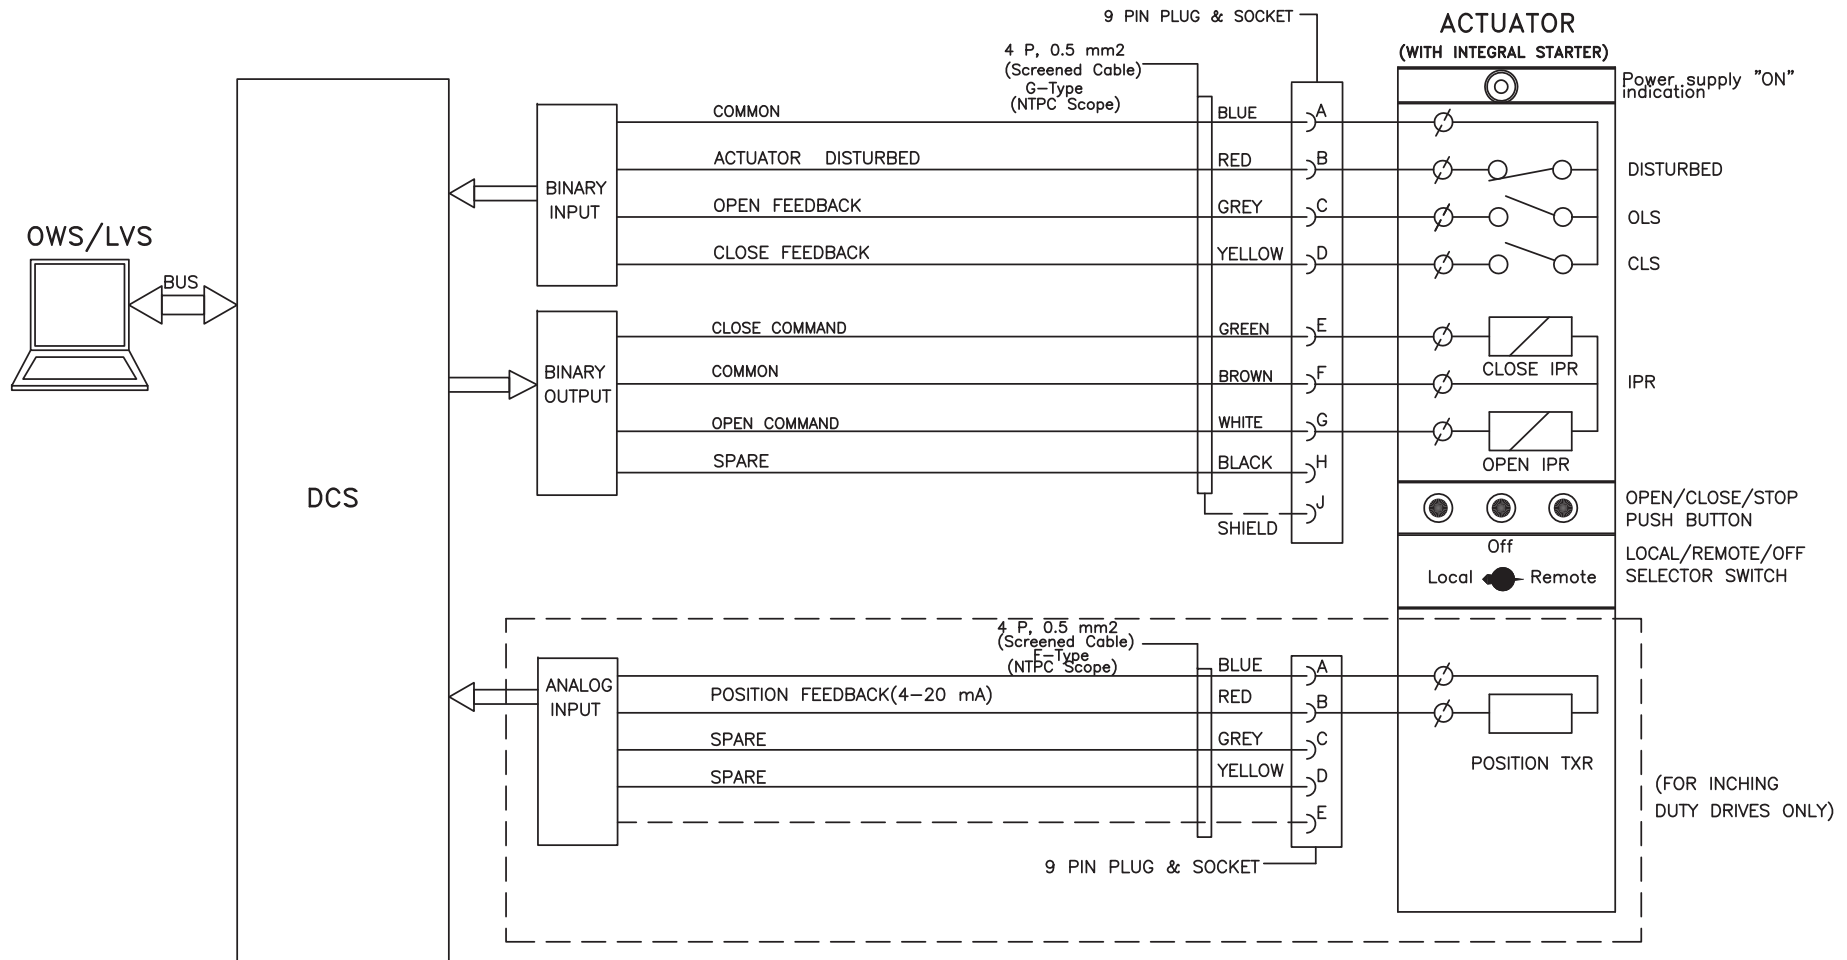 9 PIN PLUG & SOCKET
ACTUATOR
(WITH INTEGRAL STARTER)
4 P, 0.5 mm2
(Screened Cable)
G-Type
(NTPC Scope)
Power supply "ON"
indication
COMMON
BLUE
A
ACTUATOR DISTURBED
RED
B
DISTURBED
BINARY
INPUT
OPEN FEEDBACK
GREY
C
OLS
CLOSE FEEDBACK
YELLOW
D
CLS
OWS/LVS
BUS
CLOSE COMMAND
GREEN
E
CLOSE IPR
BINARY
OUTPUT
COMMON
BROWN
F
IPR
OPEN COMMAND
WHITE
G
OPEN IPR
SPARE
BLACK
H
DCS
J
SHIELD
OPEN/CLOSE/STOP
PUSH BUTTON
Off
Local
Remote
LOCAL/REMOTE/OFF
SELECTOR SWITCH
4 P, 0.5 mm2
(Screened Cable)
F-Type
(NTPC Scope)
BLUE
A
ANALOG
INPUT
POSITION FEEDBACK(4-20 mA)
RED
B
SPARE
GREY
C
POSITION TXR
SPARE
YELLOW
D
E
(FOR INCHING
DUTY DRIVES ONLY)
9 PIN PLUG & SOCKET